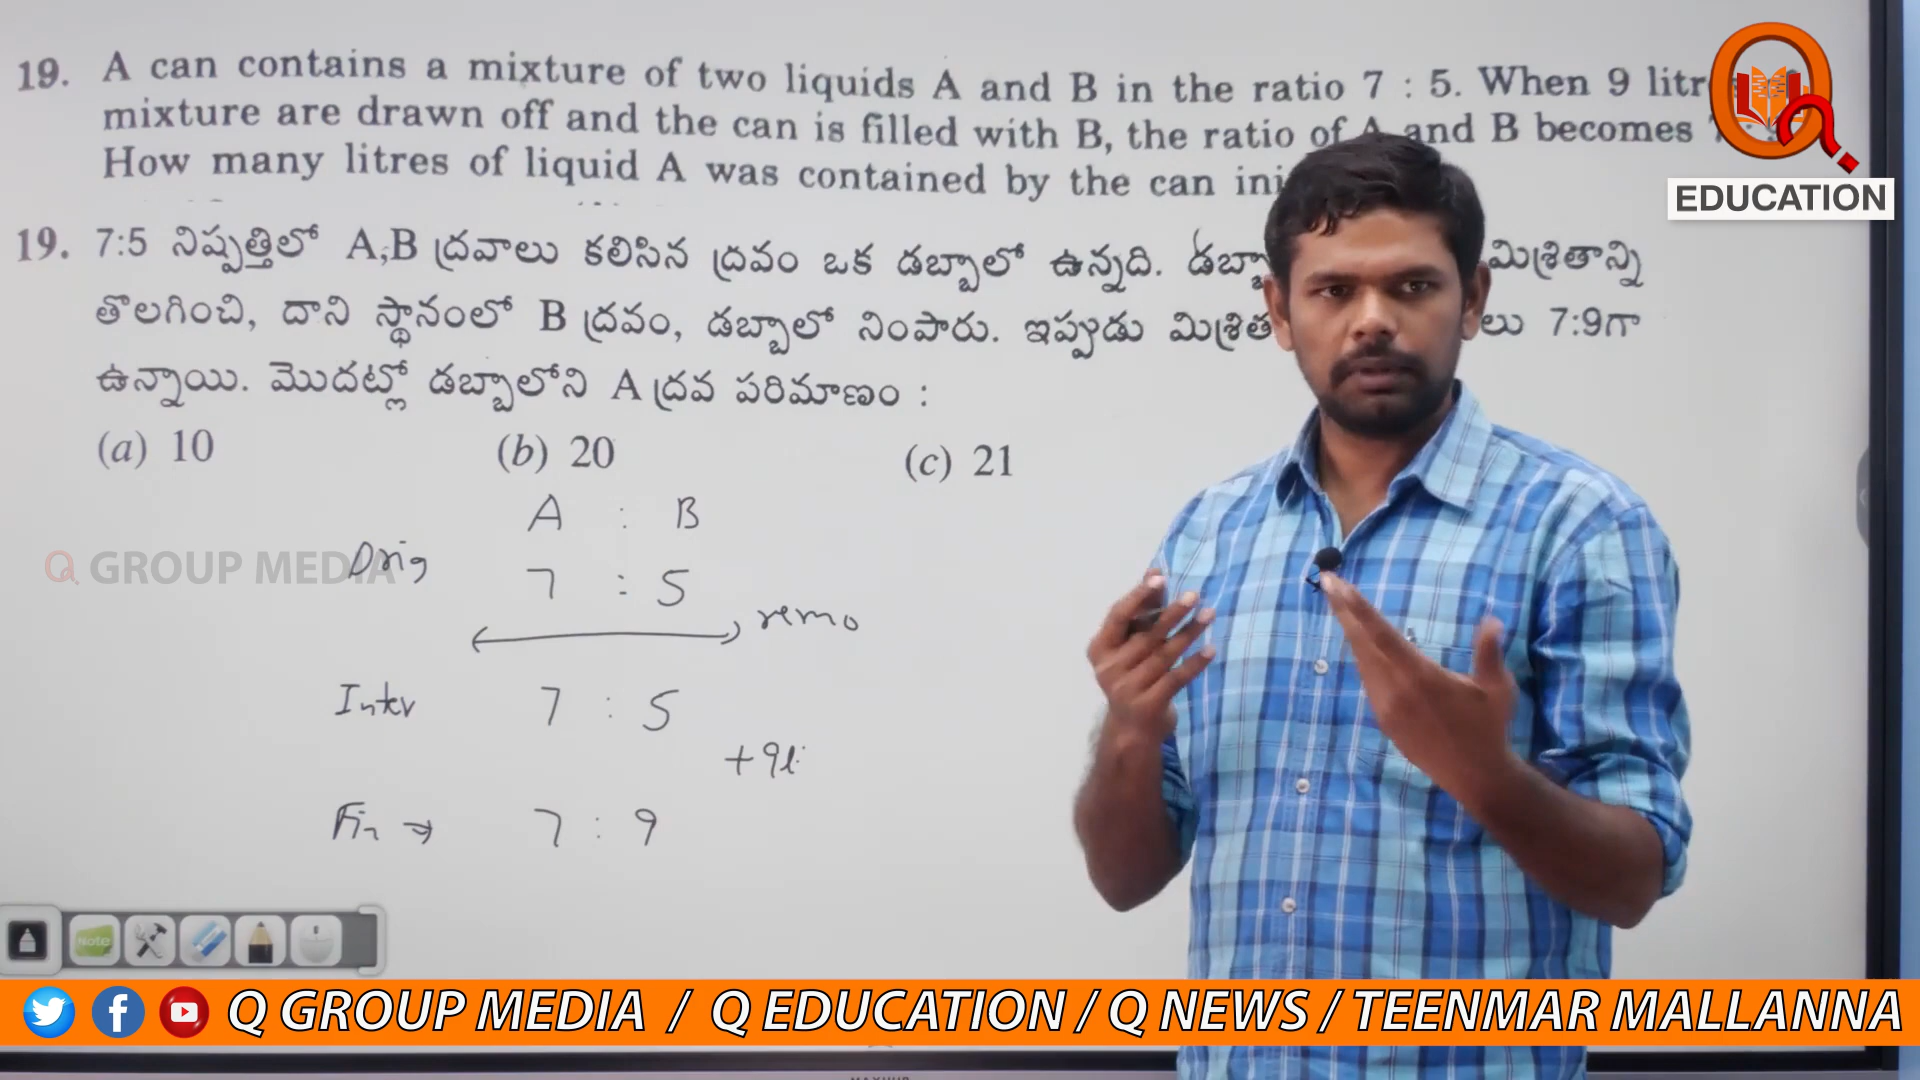 19. A can contains a mixture of two liquids A and B in the ratio 7 : 5. When 9
mixture are drawn off and the can is filled with B, the ratio of A and B becomes
How many litres of liquid A was contained by the can
19. 7:5 నిష్పత్తిలో A,B ద్రవాలు కలిసిన ద్రవం ఒక డబ్బాలో ఉన్నది. మిశ్రితాన్ని
తొలగించి, దాని స్థానంలో B ద్రవం, డబ్బాలో నింపారు. ఇప్పుడు 7:9గా
ఉన్నాయి. మొదట్లో డబ్బాలోని A ద్రవ పరిమాణం :
(a) 10 (b) 20 (c) 21
A : B
Orig 7 : 5
remo
Inter 7 : 5
+9l
Fin ⇒ 7 : 9
Q GROUP MEDIA
Note
EDUCATION
Q GROUP MEDIA / Q EDUCATION / Q NEWS / TEENMAR MALLANNA